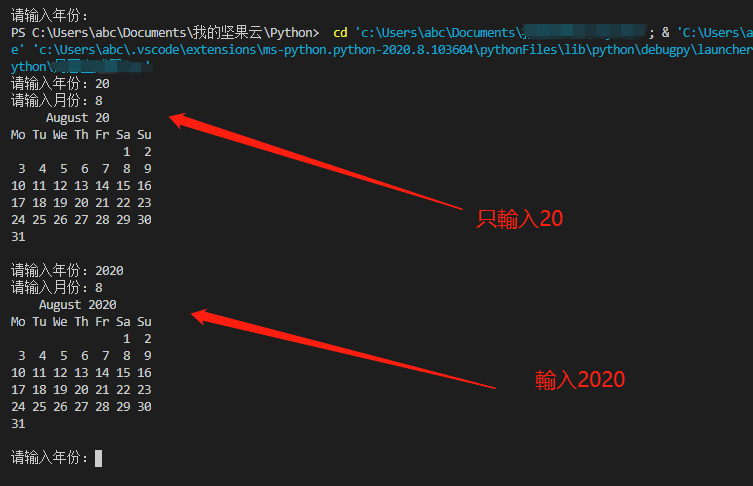 请输入年份:
PS C:\Users\abc\Documents\我的坚果云\Python>  cd 'c:\Users\abc\Documents\ ; & 'C:\Users\a
e' 'c:\Users\abc\.vscode\extensions\ms-python.python-2020.8.103604\pythonFiles\lib\python\debugpy\launcher
ython\
请输入年份: 20
请输入月份: 8
August 20
Mo Tu We Th Fr Sa Su
1  2
3  4  5  6  7  8  9
10 11 12 13 14 15 16
17 18 19 20 21 22 23
24 25 26 27 28 29 30
31
只輸入20
请输入年份: 2020
请输入月份: 8
August 2020
Mo Tu We Th Fr Sa Su
1  2
3  4  5  6  7  8  9
10 11 12 13 14 15 16
17 18 19 20 21 22 23
24 25 26 27 28 29 30
31
輸入2020
请输入年份: